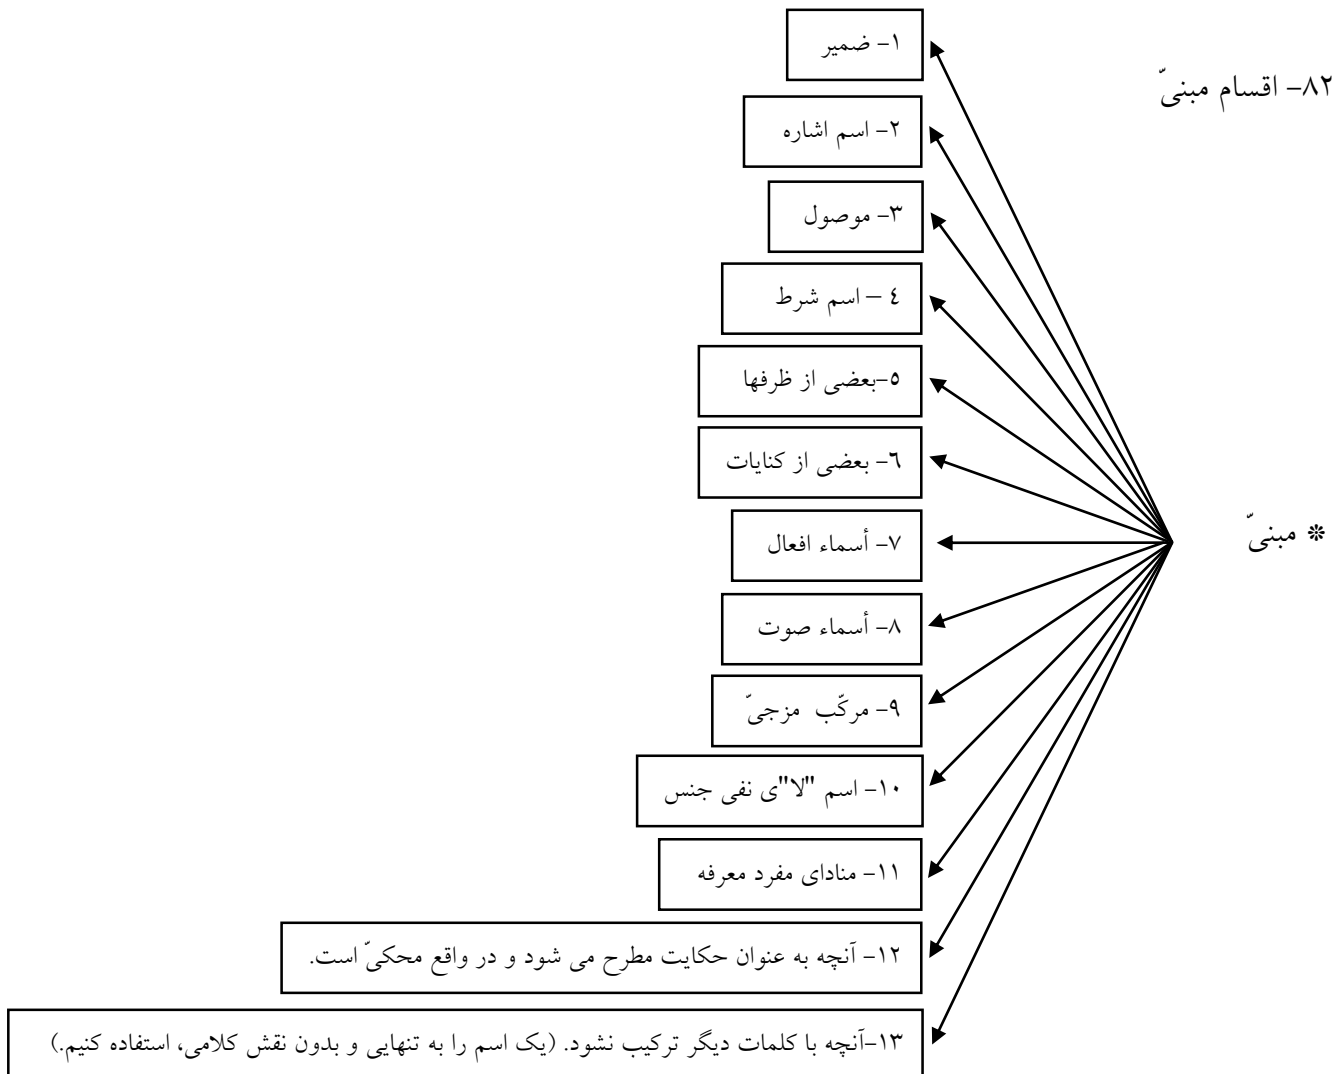 ۸۲- اقسام مبنیّ
* مبنیّ
۱- ضمیر
۲- اسم اشاره
۳- موصول
٤ – اسم شرط
٥-بعضی از ظرفها
٦- بعضی از کنایات
۷- أسماء افعال
۸- أسماء صوت
۹- مرکّب مزجیّ
۱۰- اسم "لا"ی نفی جنس
۱۱- منادای مفرد معرفه
۱۲- آنچه به عنوان حکایت مطرح می شود و در واقع محکیّ است.
۱۳-آنچه با کلمات دیگر ترکیب نشود. (یک اسم را به تنهایی و بدون نقش کلامی، استفاده کنیم.)